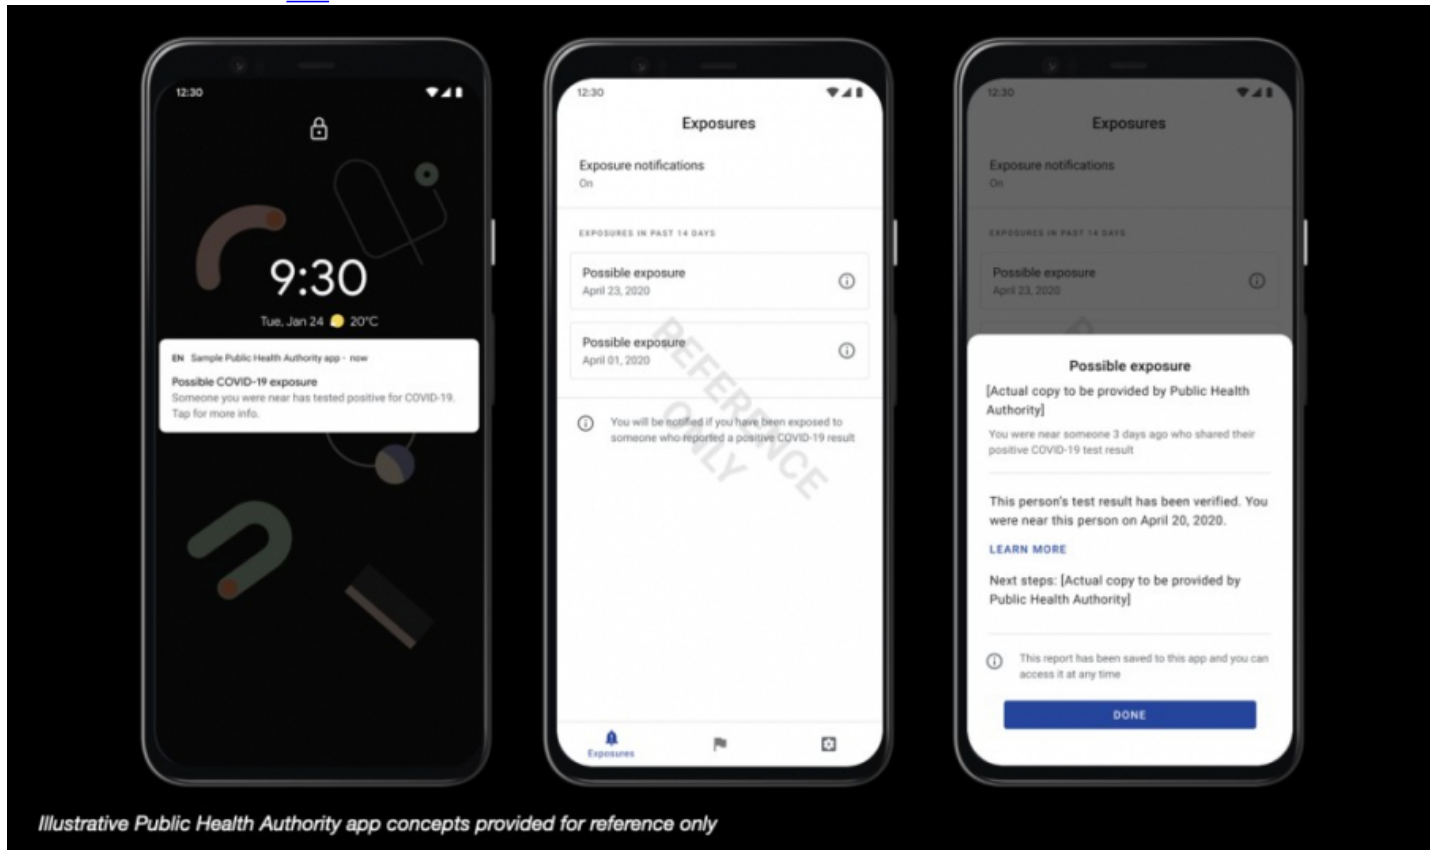 12:30
9:30
Tue, Jan 24 20°C
EN Sample Public Health Authority app · now
Possible COVID-19 exposure
Someone you were near has tested positive for COVID-19.
Tap for more info.
12:30
Exposures
Exposure notifications
On
EXPOSURES IN PAST 14 DAYS
Possible exposure
April 23, 2020
Possible exposure
April 01, 2020
You will be notified if you have been exposed to
someone who reported a positive COVID-19 result
REFERENCE
ONLY
Exposures
12:30
Exposures
Exposure notifications
On
EXPOSURES IN PAST 14 DAYS
Possible exposure
April 23, 2020
Possible exposure
[Actual copy to be provided by Public Health
Authority]
You were near someone 3 days ago who shared their
positive COVID-19 test result
This person's test result has been verified. You
were near this person on April 20, 2020.
LEARN MORE
Next steps: [Actual copy to be provided by
Public Health Authority]
This report has been saved to this app and you can
access it at any time
DONE
Illustrative Public Health Authority app concepts provided for reference only